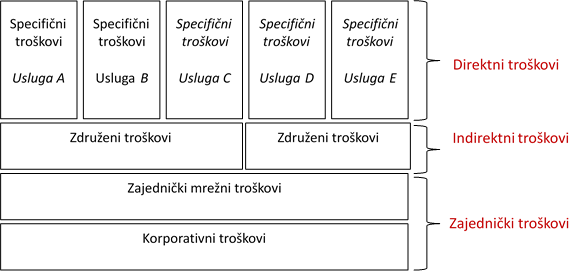 Specifični
troškovi
Usluga A
Specifični
troškovi
Usluga B
Specifični
troškovi
Usluga C
Specifični
troškovi
Usluga D
Specifični
troškovi
Usluga E
Direktni troškovi
Združeni troškovi
Združeni troškovi
Indirektni troškovi
Zajednički mrežni troškovi
Zajednički troškovi
Korporativni troškovi